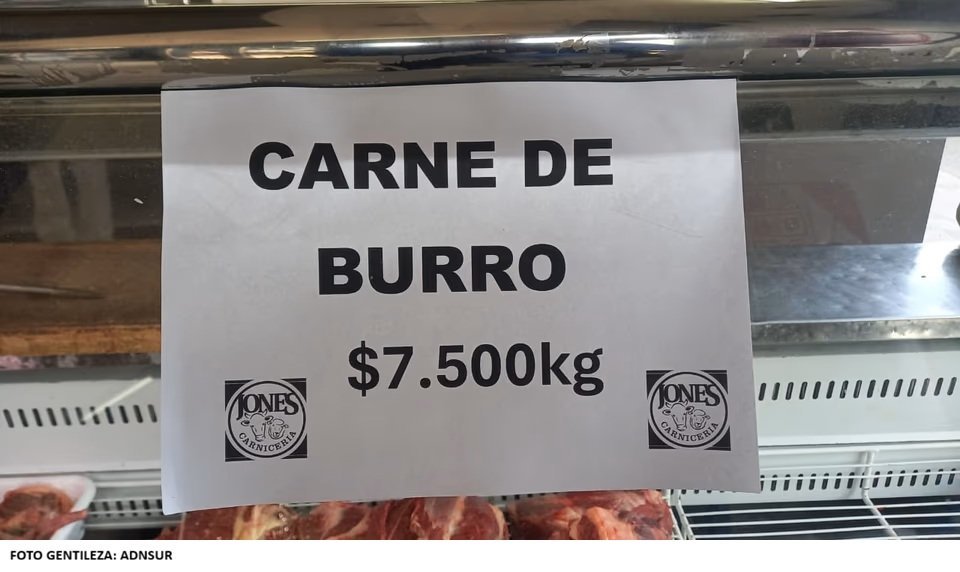 CARNE DE
BURRO
$7.500kg
JONES
CARNICERIA
JONES
CARNICERIA
FOTO GENTILEZA: ADNSUR